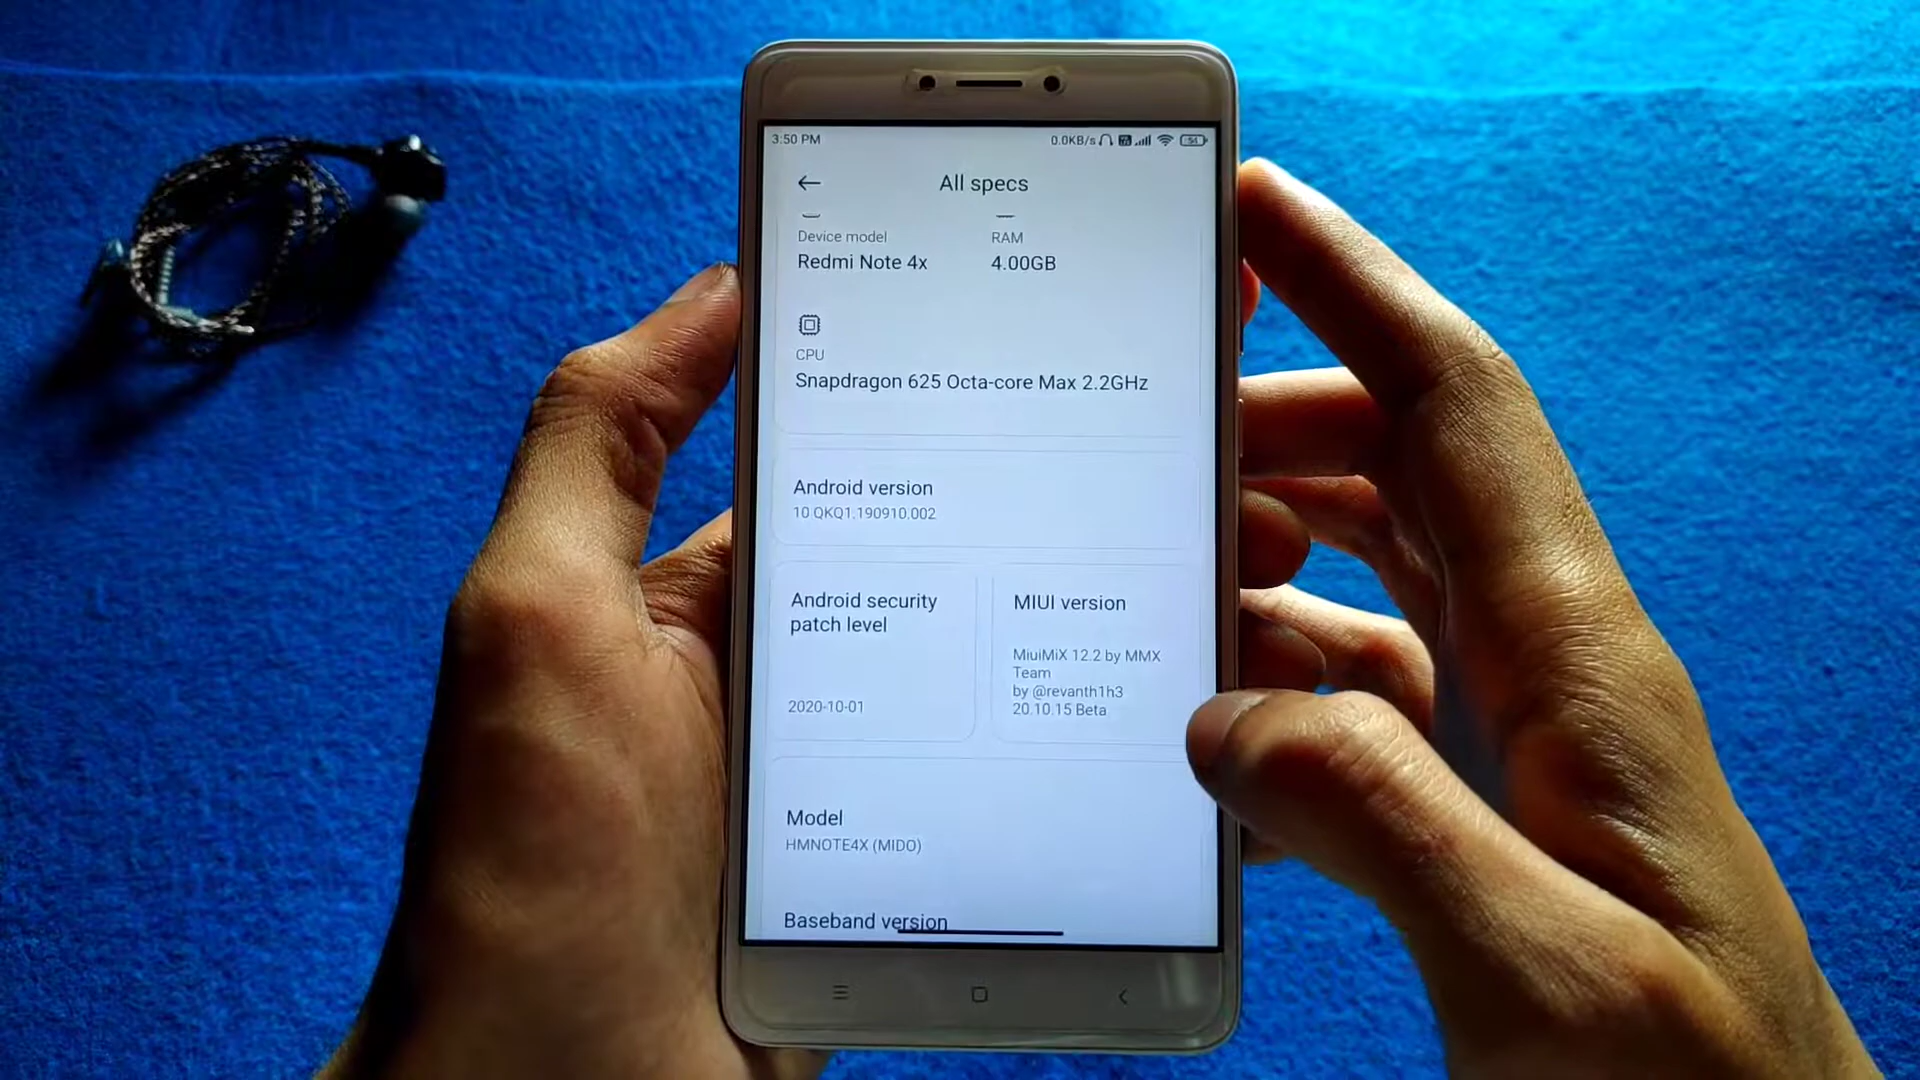 3:50 PM
0.0KB/s
54
All specs
Device model
RAM
Redmi Note 4x
4.00GB
CPU
Snapdragon 625 Octa-core Max 2.2GHz
Android version
10 QKQ1.190910.002
Android security
patch level
2020-10-01
MIUI version
MiuiMiX 12.2 by MMX
Team
by @revanth1h3
20.10.15 Beta
Model
HMNOTE4X (MIDO)
Baseband version